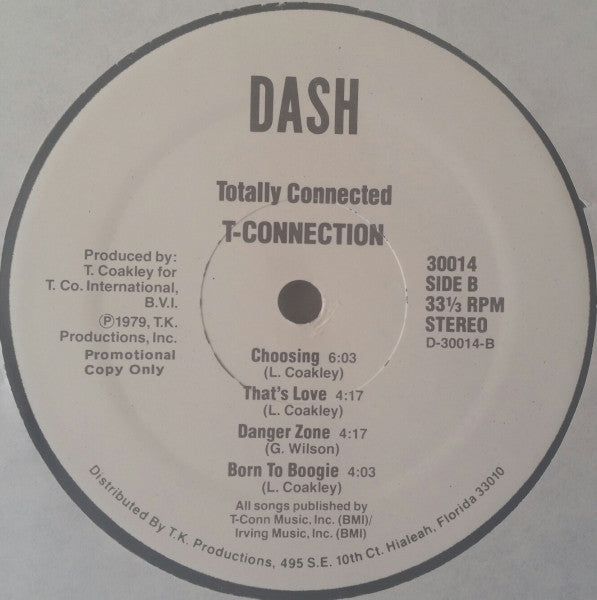 DASH
Totally Connected
T-CONNECTION
Produced by:
T. Coakley for
T. Co. International,
B.V.I.
Ⓟ1979, T.K.
Productions, Inc.
Promotional
Copy Only
30014
SIDE B
33⅓ RPM
STEREO
D-30014-B
Choosing 6:03
(L. Coakley)
That's Love 4:17
(L. Coakley)
Danger Zone 4:17
(G. Wilson)
Born To Boogie 4:03
(L. Coakley)
All songs published by
T-Conn Music, Inc. (BMI)/
Irving Music, Inc. (BMI)
Distributed By T.K. Productions, 495 S.E. 10th Ct. Hialeah, Florida 33010